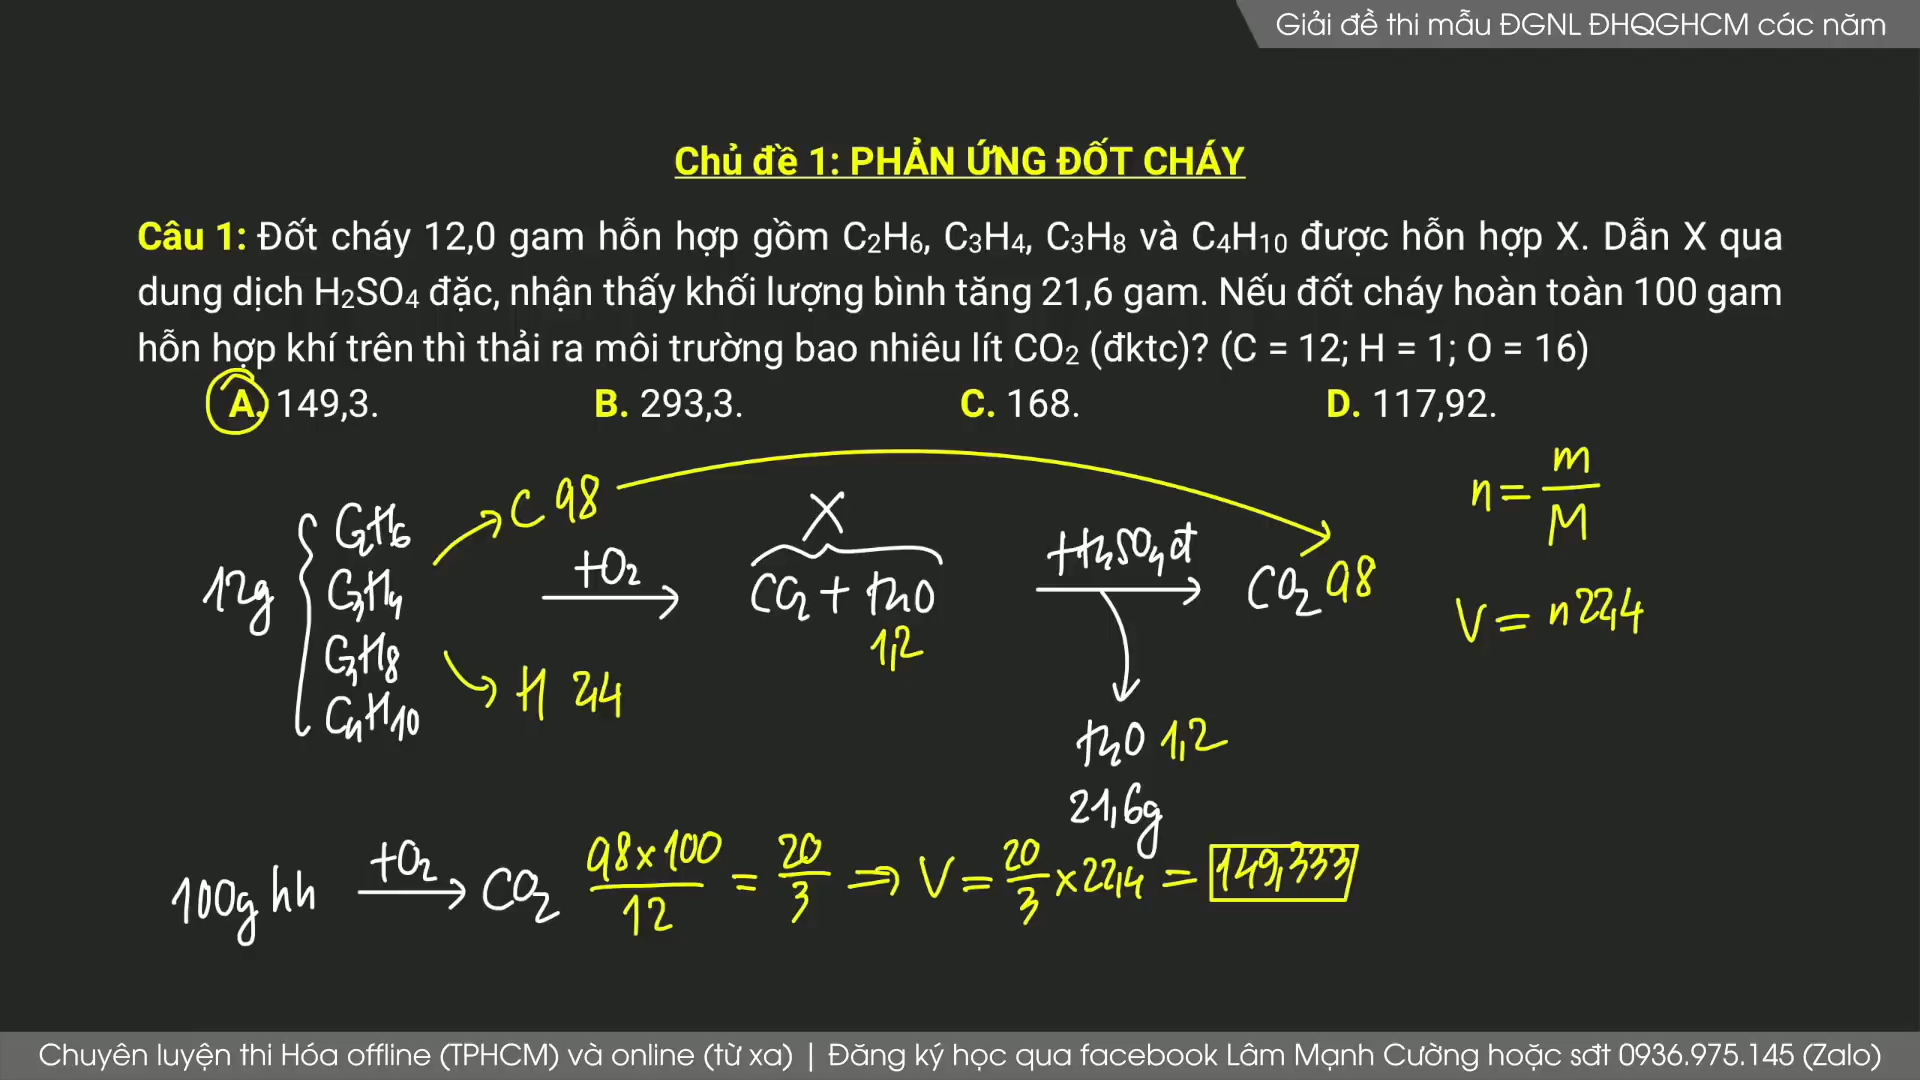 Giải đề thi mẫu ĐGNL ĐHQGHCM các năm
Chủ đề 1: PHẢN ỨNG ĐỐT CHÁY
Câu 1: Đốt cháy 12,0 gam hỗn hợp gồm C₂H₆, C₃H₄, C₃H₈ và C₄H₁₀ được hỗn hợp X. Dẫn X qua
dung dịch H₂SO₄ đặc, nhận thấy khối lượng bình tăng 21,6 gam. Nếu đốt cháy hoàn toàn 100 gam
hỗn hợp khí trên thì thải ra môi trường bao nhiêu lít CO₂ (đktc)? (C = 12; H = 1; O = 16)
A. 149,3. B. 293,3. C. 168. D. 117,92.
n = m/M
C 0,8
X
C₂H₆
+O₂
+H₂SO₄ đ
12g
C₃H₄
CO₂ + H₂O
CO₂ 0,8
V = n 22,4
1,2
C₃H₈
H 2,4
C₄H₁₀
H₂O 1,2
21,6g
100g hh +O₂ → CO₂ 0,8 × 100 / 12 = 20/3 ⇒ V = 20/3 × 22,4 = 149,333
Chuyên luyện thi Hóa offline (TPHCM) và online (từ xa) | Đăng ký học qua facebook Lâm Mạnh Cường hoặc sđt 0936.975.145 (Zalo)